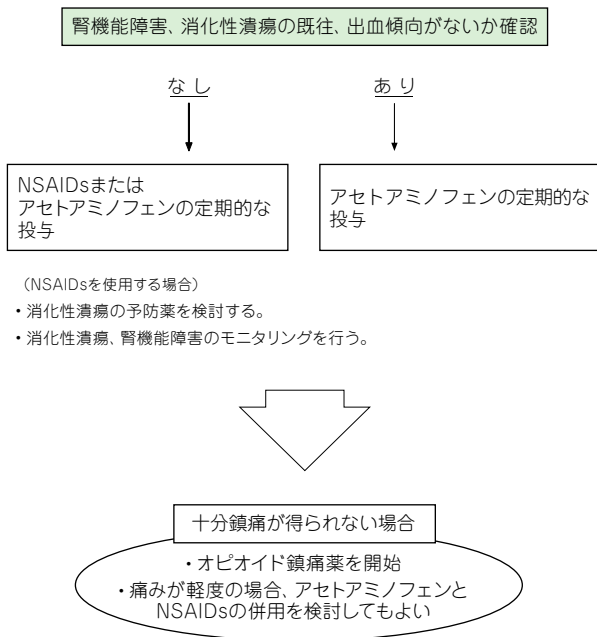 腎機能障害、消化性潰瘍の既往、出血傾向がないか確認
なし
あり
NSAIDsまたは
アセトアミノフェンの定期的な
投与
アセトアミノフェンの定期的な
投与
（NSAIDsを使用する場合）
・消化性潰瘍の予防薬を検討する。
・消化性潰瘍、腎機能障害のモニタリングを行う。
十分鎮痛が得られない場合
・オピオイド鎮痛薬を開始
・痛みが軽度の場合、アセトアミノフェンと
NSAIDsの併用を検討してもよい